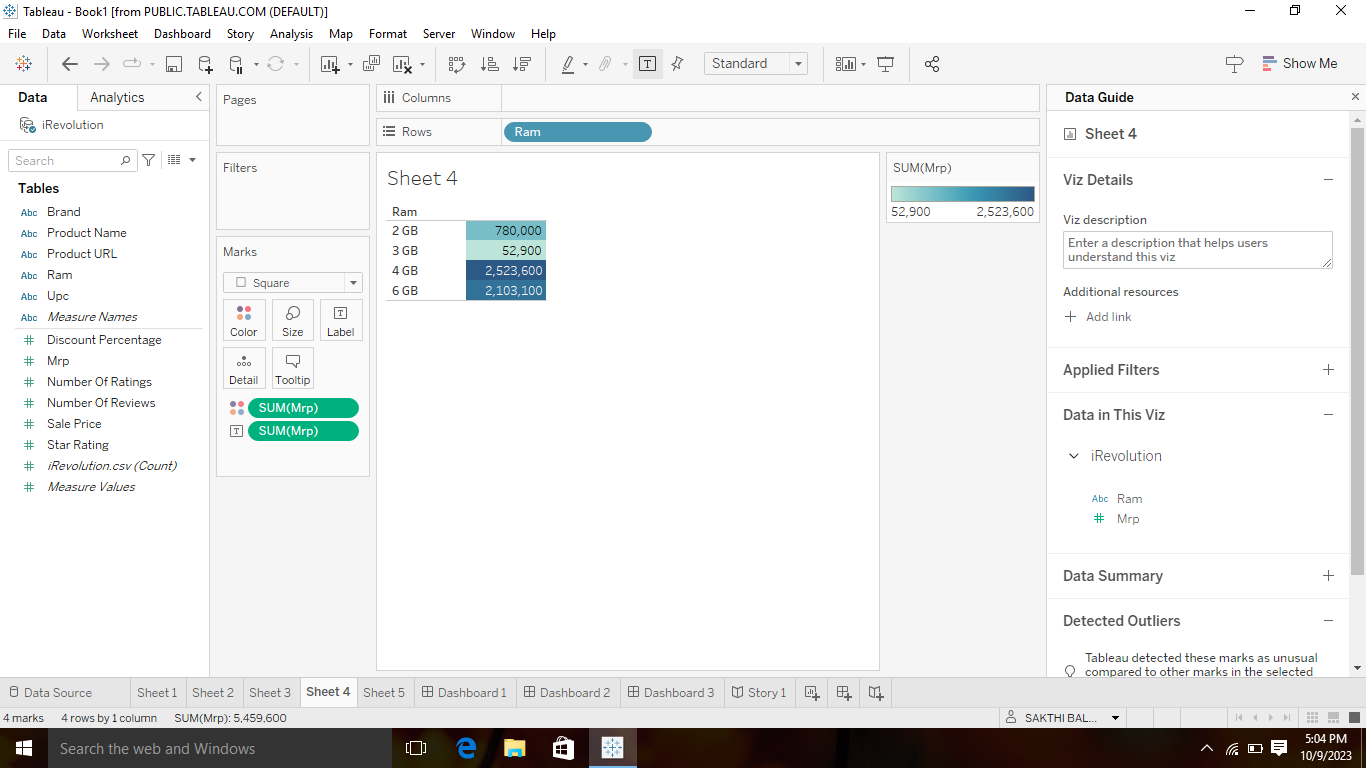 Tableau - Book1 [from PUBLIC.TABLEAU.COM (DEFAULT)]
File Data Worksheet Dashboard Story Analysis Map Format Server Window Help
Standard
Show Me
Data Analytics
iRevolution
Search
Tables
Abc Brand
Abc Product Name
Abc Product URL
Abc Ram
Abc Upc
Abc Measure Names
# Discount Percentage
# Mrp
# Number Of Ratings
# Number Of Reviews
# Sale Price
# Star Rating
# iRevolution.csv (Count)
# Measure Values
Pages
Filters
Marks
Square
Color Size Label
Detail Tooltip
SUM(Mrp)
SUM(Mrp)
Columns
Rows Ram
Sheet 4
Ram
2 GB 780,000
3 GB 52,900
4 GB 2,523,600
6 GB 2,103,100
SUM(Mrp)
52,900 2,523,600
Data Guide
Sheet 4
Viz Details
Viz description
Enter a description that helps users
understand this viz
Additional resources
Add link
Applied Filters
Data in This Viz
iRevolution
Abc Ram
# Mrp
Data Summary
Detected Outliers
Tableau detected these marks as unusual
compared to other marks in the selected
Data Source Sheet 1 Sheet 2 Sheet 3 Sheet 4 Sheet 5 Dashboard 1 Dashboard 2 Dashboard 3 Story 1
4 marks 4 rows by 1 column SUM(Mrp): 5,459,600
SAKTHI BAL...
Search the web and Windows
5:04 PM
10/9/2023